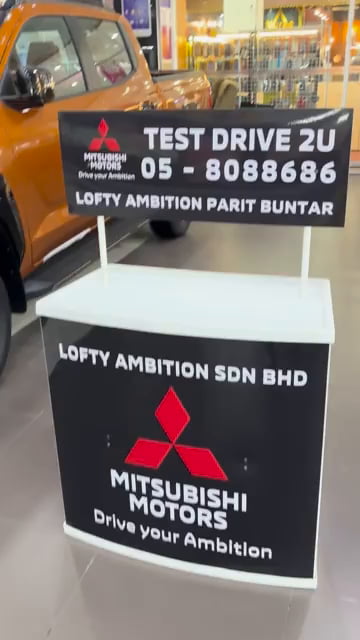 TEST DRIVE 2U
MITSUBISHI
MOTORS
Drive your Ambition
05 - 8088686
LOFTY AMBITION PARIT BUNTAR
LOFTY AMBITION SDN BHD
MITSUBISHI
MOTORS
Drive your Ambition